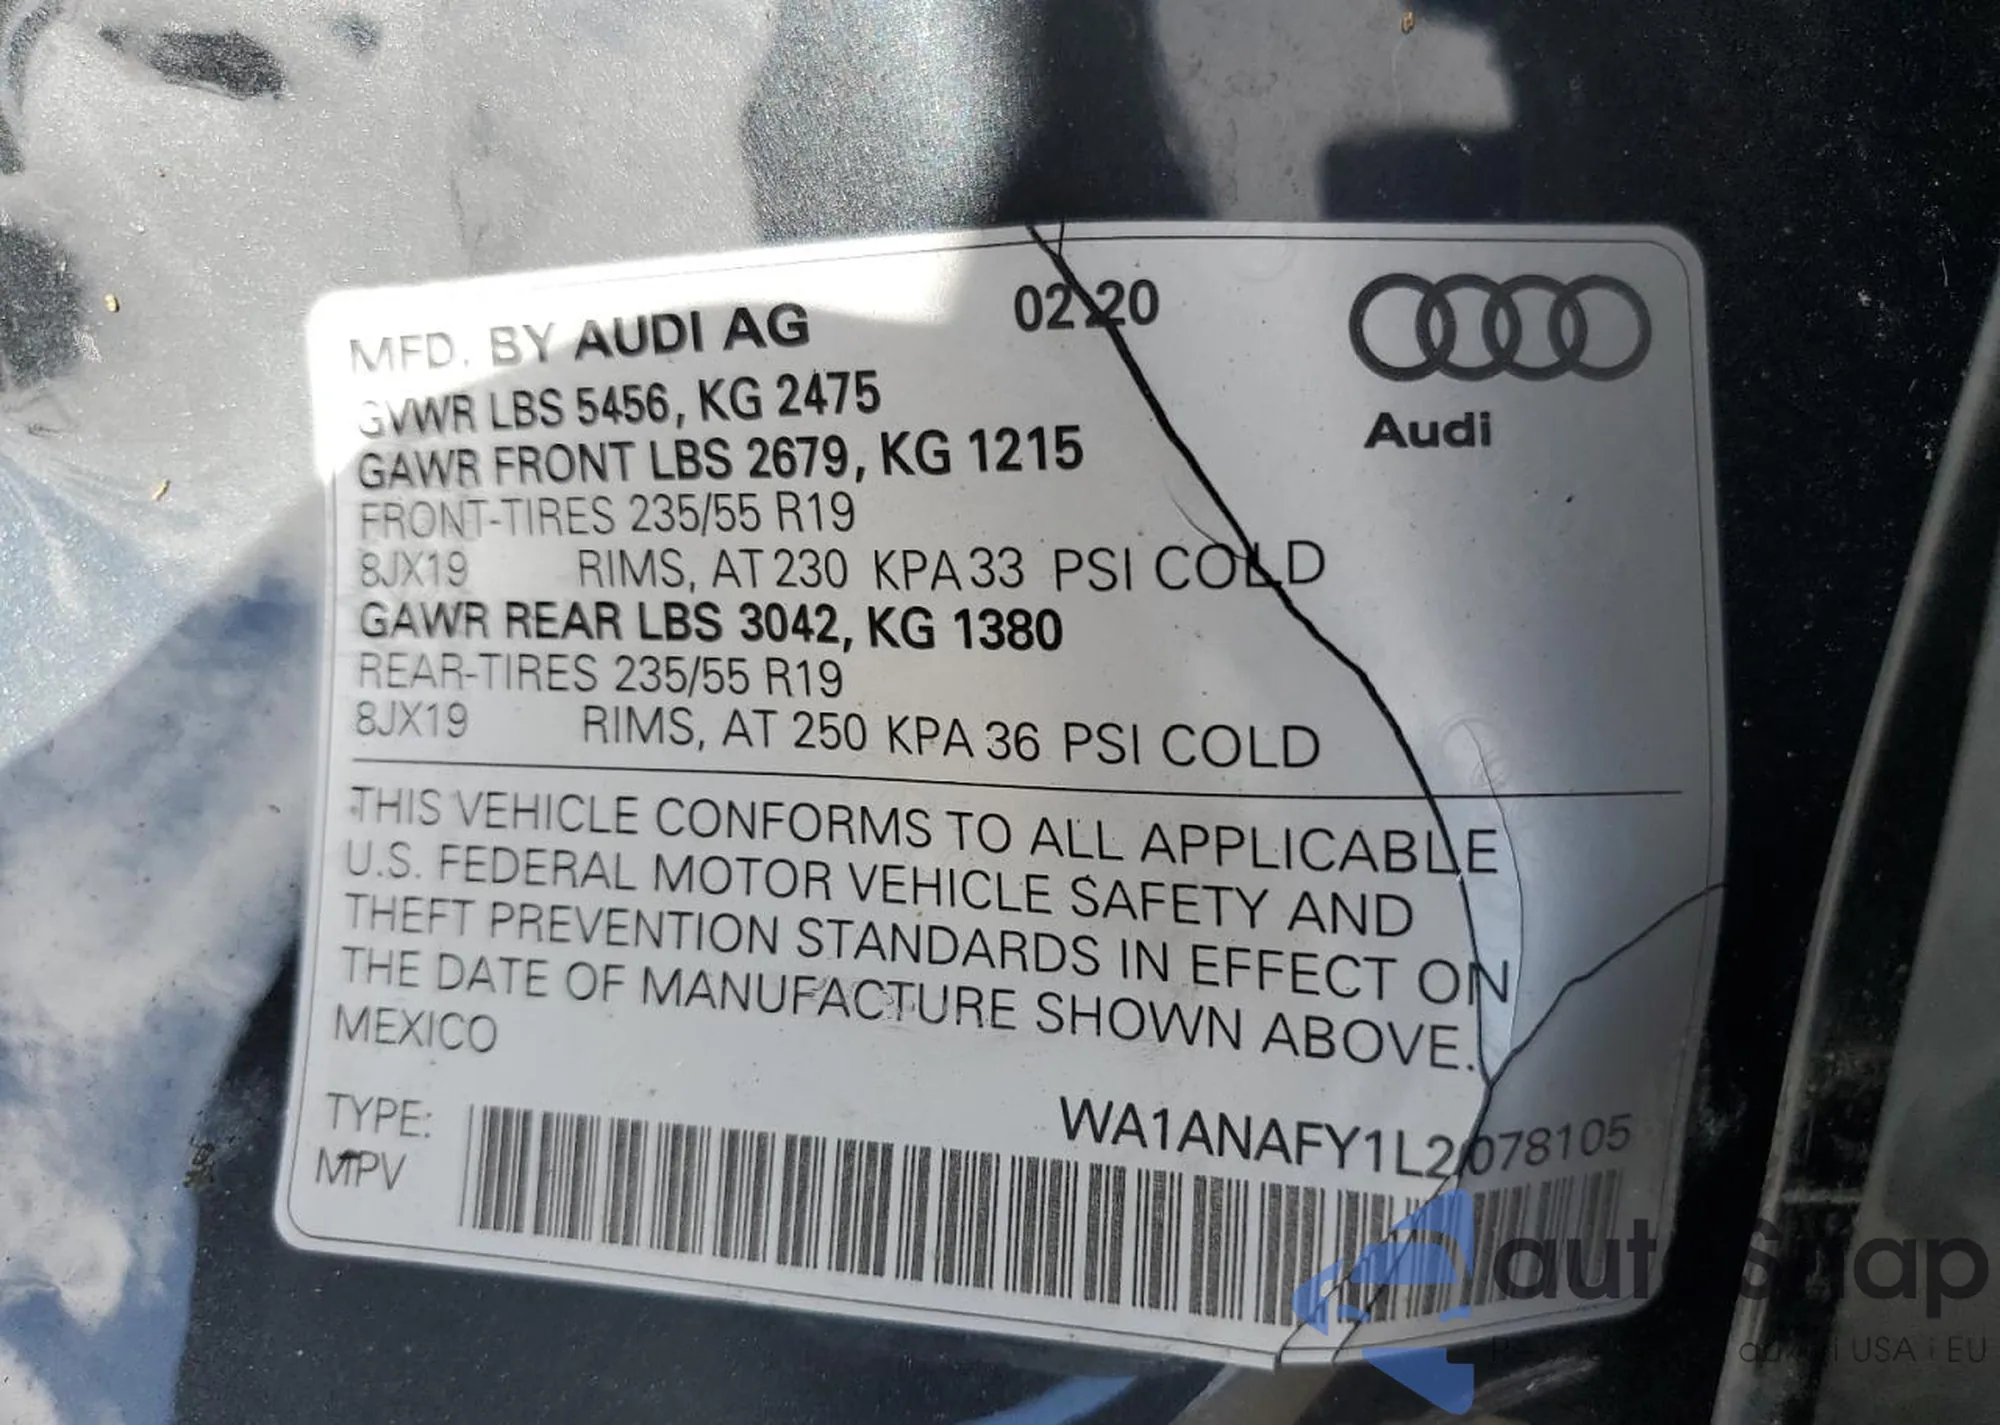 MFD. BY AUDI AG 02 20
GVWR LBS 5456, KG 2475
GAWR FRONT LBS 2679, KG 1215
FRONT-TIRES 235/55 R19
8JX19 RIMS, AT 230 KPA 33 PSI COLD
GAWR REAR LBS 3042, KG 1380
REAR-TIRES 235/55 R19
8JX19 RIMS, AT 250 KPA 36 PSI COLD
Audi
THIS VEHICLE CONFORMS TO ALL APPLICABLE
U.S. FEDERAL MOTOR VEHICLE SAFETY AND
THEFT PREVENTION STANDARDS IN EFFECT ON
THE DATE OF MANUFACTURE SHOWN ABOVE.
MEXICO
TYPE:
MPV
WA1ANAFY1L2078105
USA i EU